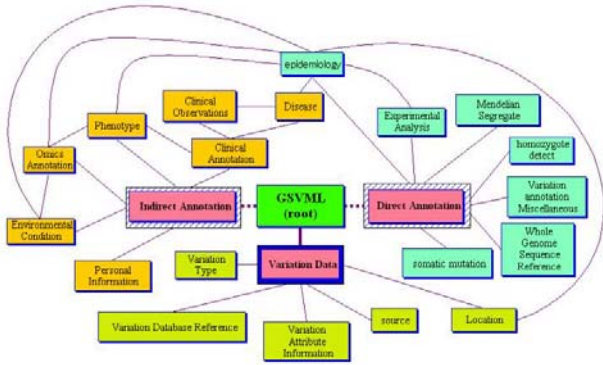 epidemiology
Clinical
Observations
Disease
Mendelian
Segregate
Phenotype
Experimental
Analysis
homozygote
detect
Omics
Annotation
Clinical
Annotation
Variation
annotation
Miscellaneous
Indirect Annotation
GSVML
(root)
Direct Annotation
Environmental
Condition
Whole
Genome
Sequence
Reference
Personal
Information
Variation
Type
Variation Data
somatic mutation
Variation Database Reference
Variation
Attribute
Information
source
Location